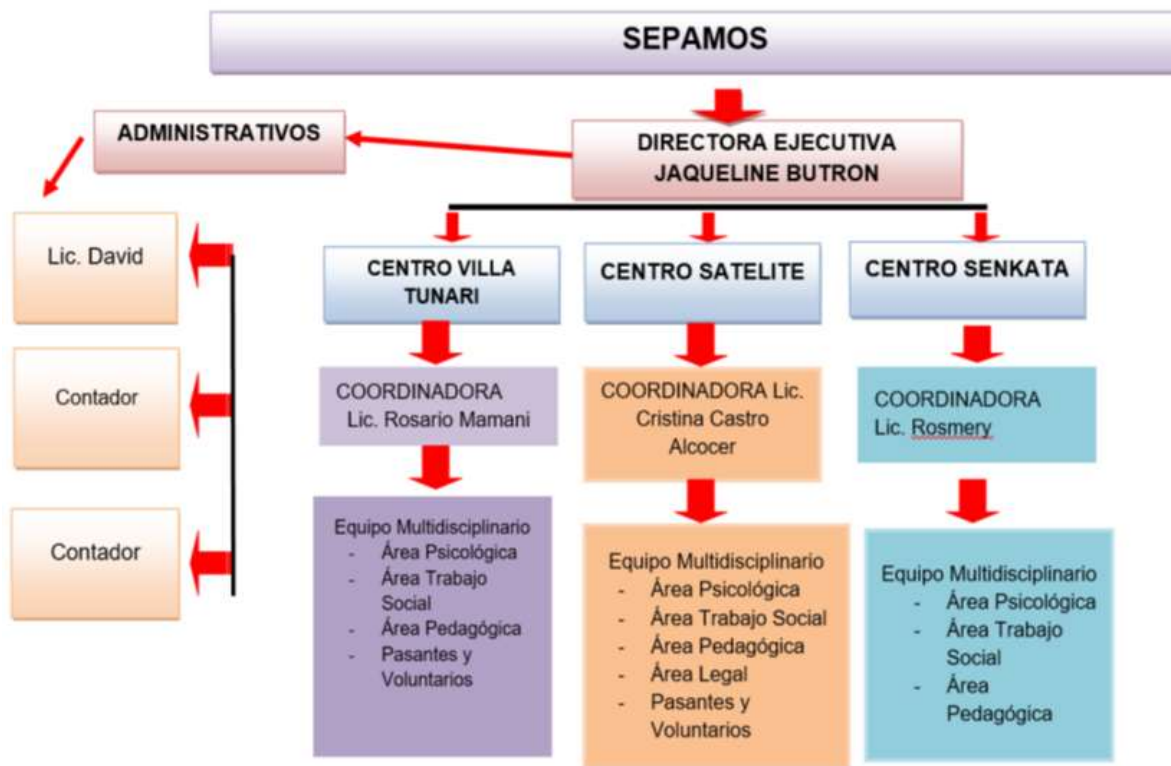 SEPAMOS
ADMINISTRATIVOS
DIRECTORA EJECUTIVA
JAQUELINE BUTRON
Lic. David
Contador
Contador
CENTRO VILLA
TUNARI
COORDINADORA
Lic. Rosario Mamani
Equipo Multidisciplinario
- Área Psicológica
- Área Trabajo
Social
- Área Pedagógica
- Pasantes y
Voluntarios
CENTRO SATELITE
COORDINADORA Lic.
Cristina Castro
Alcocer
Equipo Multidisciplinario
- Área Psicológica
- Área Trabajo Social
- Área Pedagógica
- Área Legal
- Pasantes y
Voluntarios
CENTRO SENKATA
COORDINADORA
Lic. Rosmery
Equipo Multidisciplinario
- Área Psicológica
- Área Trabajo
Social
- Área
Pedagógica